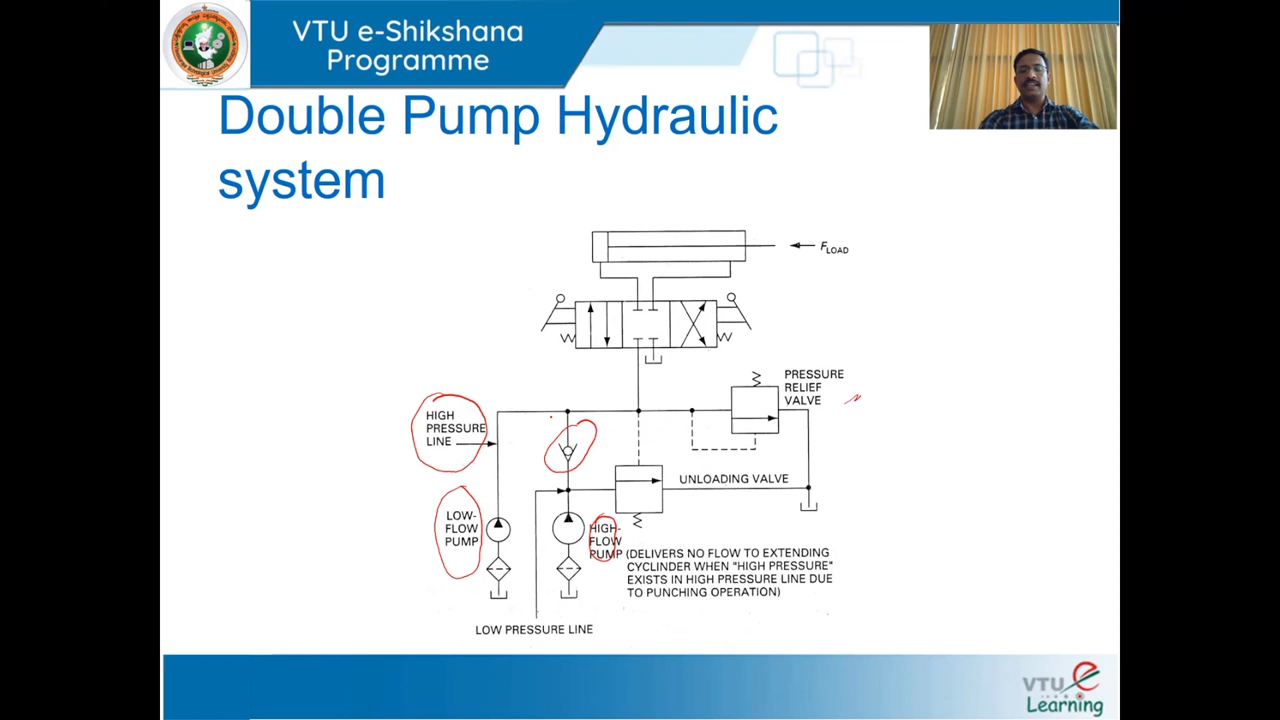 VTU e-Shikshana
Programme
Double Pump Hydraulic
system
FLOAD
PRESSURE
RELIEF
VALVE
HIGH
PRESSURE
LINE
UNLOADING VALVE
LOW-
FLOW
PUMP
HIGH-
FLOW
PUMP (DELIVERS NO FLOW TO EXTENDING
CYCLINDER WHEN "HIGH PRESSURE"
EXISTS IN HIGH PRESSURE LINE DUE
TO PUNCHING OPERATION)
LOW PRESSURE LINE
VTU e
Learning